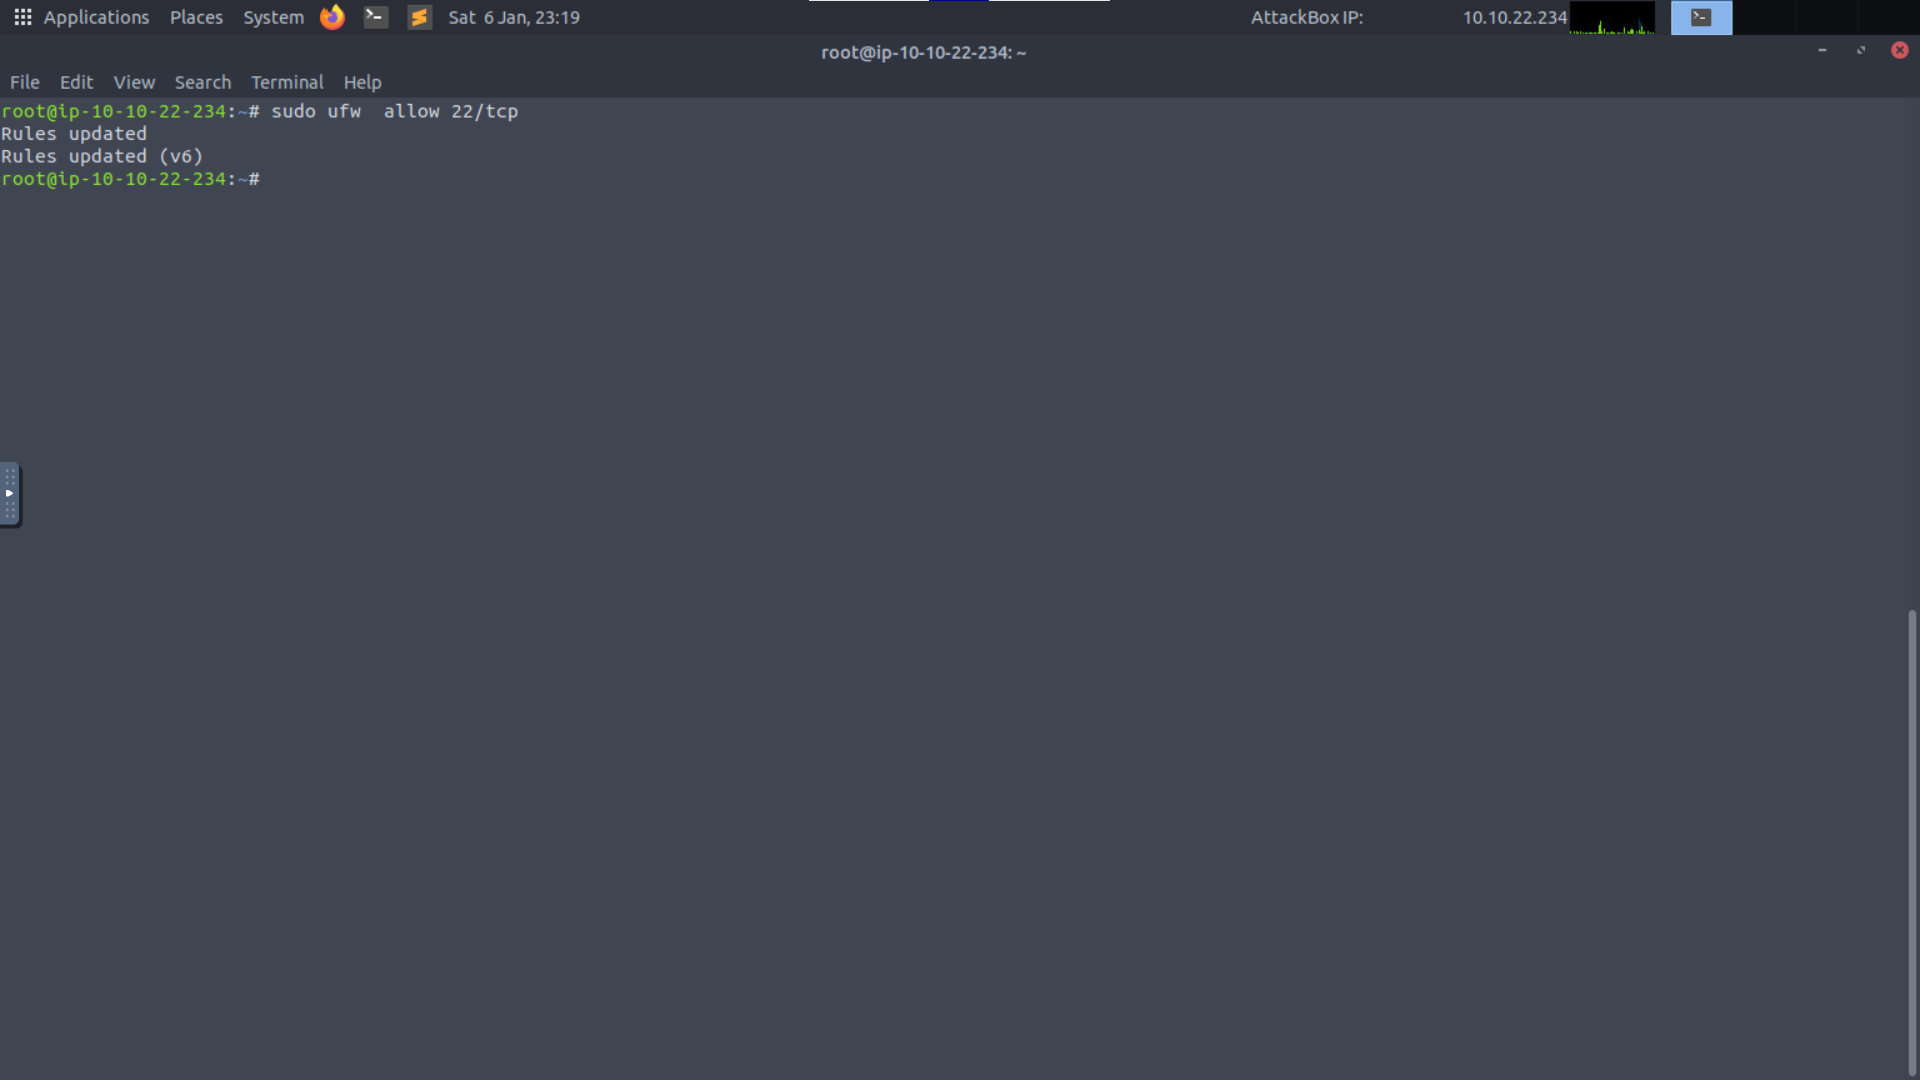 Applications Places System Sat 6 Jan, 23:19 AttackBox IP: 10.10.22.234
root@ip-10-10-22-234: ~
File Edit View Search Terminal Help
root@ip-10-10-22-234:~# sudo ufw  allow 22/tcp
Rules updated
Rules updated (v6)
root@ip-10-10-22-234:~#